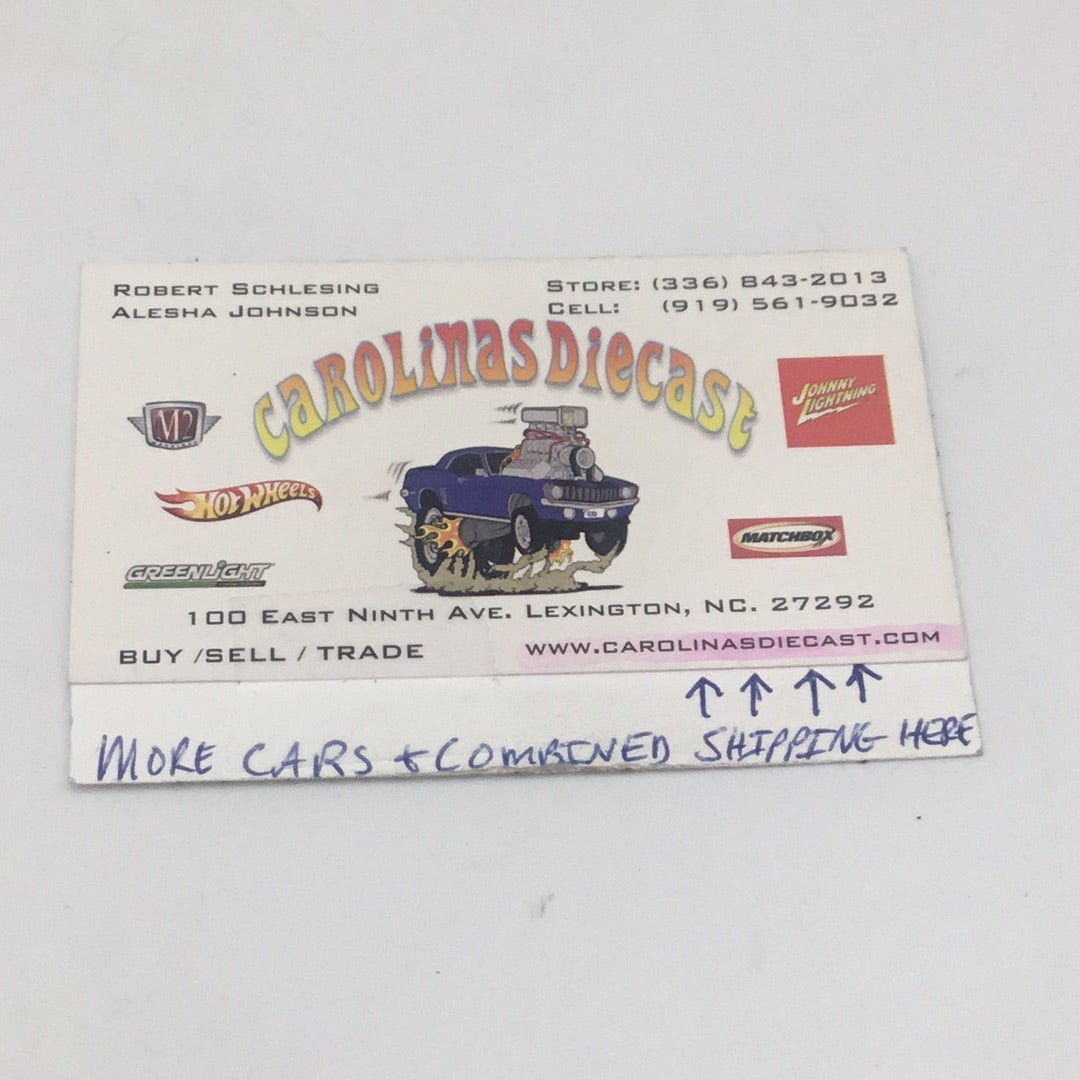 ROBERT SCHLESING
ALESHA JOHNSON
STORE: (336) 843-2013
CELL: (919) 561-9032
CAROLINAS DIECAST
M2
JOHNNY
LIGHTNING
HOT WHEELS
MATCHBOX
GREENLIGHT
100 EAST NINTH AVE. LEXINGTON, NC. 27292
BUY /SELL / TRADE
WWW.CAROLINASDIECAST.COM
MORE CARS + COMBINED SHIPPING HERE